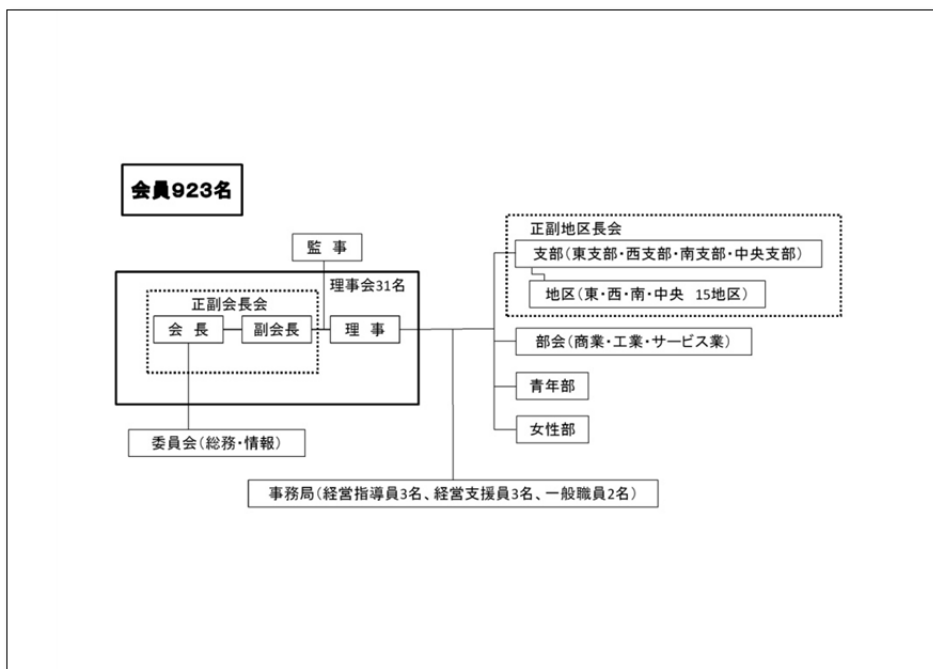 会員923名
監 事
理事会31名
正副会長会
会 長
副会長
理 事
委員会(総務・情報)
事務局(経営指導員3名、経営支援員3名、一般職員2名)
正副地区長会
支部(東支部・西支部・南支部・中央支部)
地区(東・西・南・中央 15地区)
部会(商業・工業・サービス業)
青年部
女性部